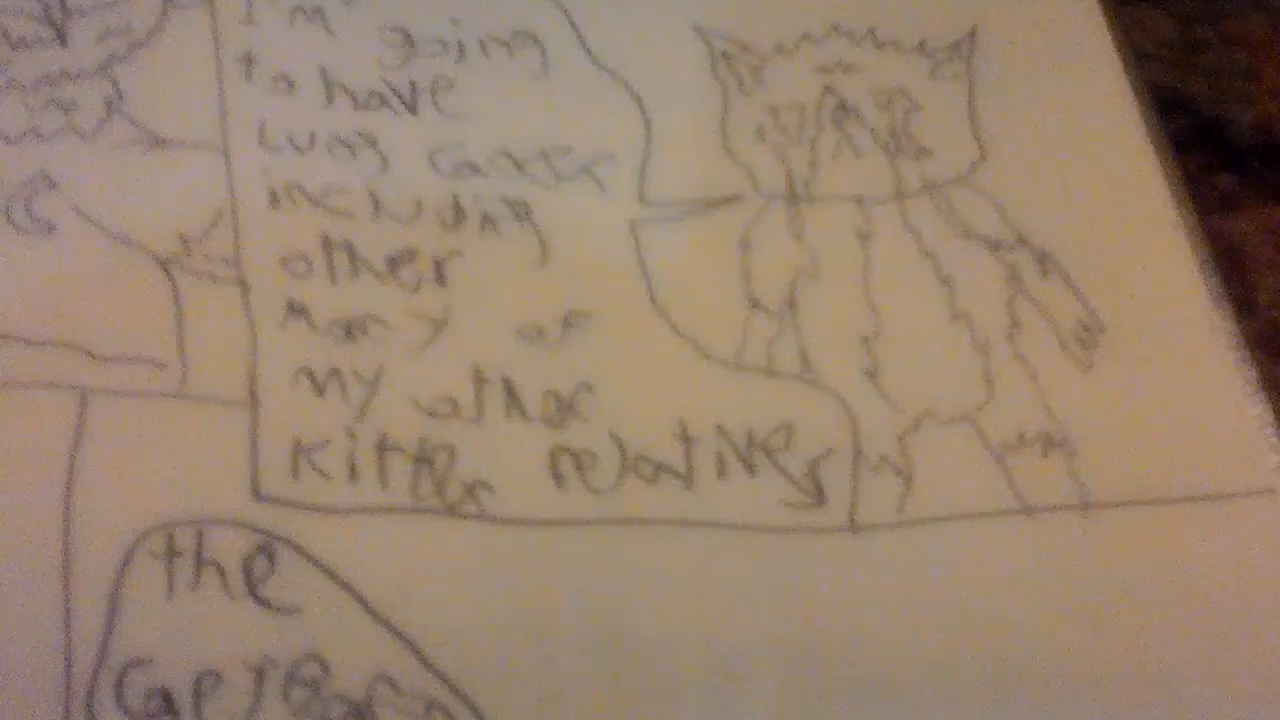 I'm going
to have
Lung Cancer
including
other
Many of
my other
Kitties relatives
the